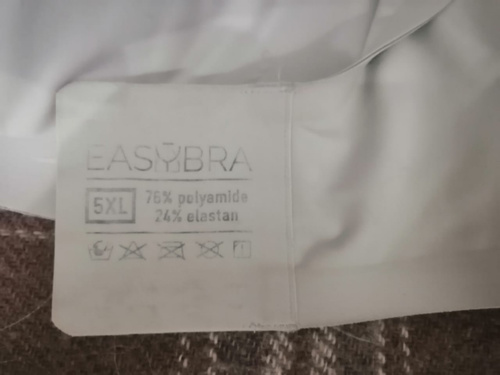 EASYBRA
5XL
76% polyamide
24% elastan